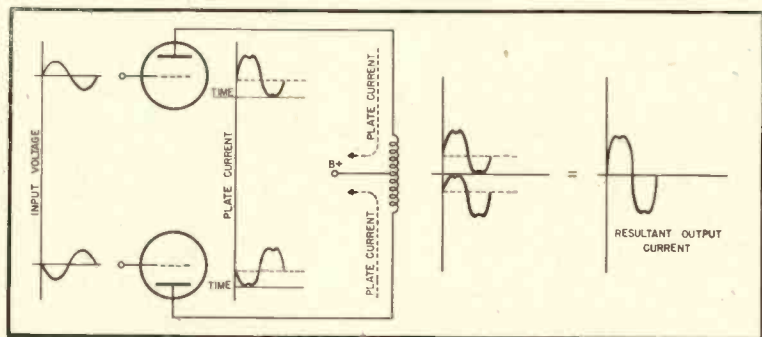 INPUT VOLTAGE
TIME
PLATE CURRENT
TIME
PLATE CURRENT
B+
PLATE CURRENT
=
RESULTANT OUTPUT
CURRENT